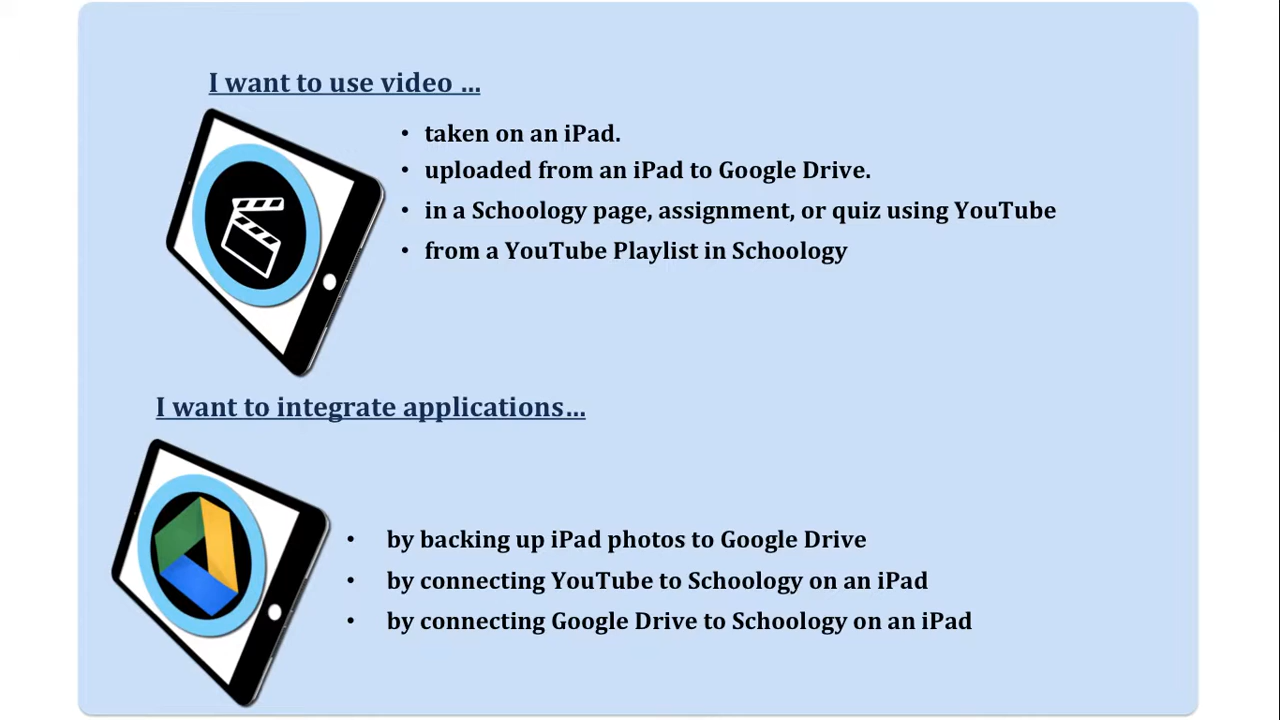 I want to use video ...
• taken on an iPad.
• uploaded from an iPad to Google Drive.
• in a Schoology page, assignment, or quiz using YouTube
• from a YouTube Playlist in Schoology
I want to integrate applications...
• by backing up iPad photos to Google Drive
• by connecting YouTube to Schoology on an iPad
• by connecting Google Drive to Schoology on an iPad